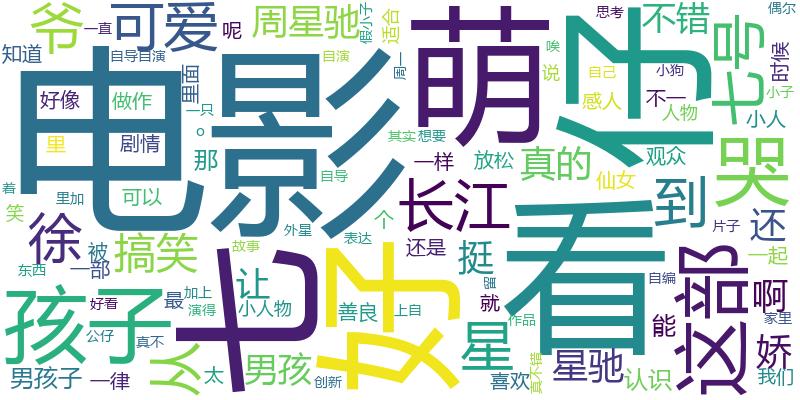 爷
可爱
呢
周星驰
假小子
适合
思考
不错
偶尔
知道
一直
自导自演
里面
周一
自演
唉
说
自己
小狗
七号
时候
电影
萌
仔
好像
做作
一只
感人
不一
人物
小子
小人
里
剧情
。
那
其实
想要
一样
放松
真的
观众
哭
仙女
着
里加
可以
自导
长江
看
到
片子
还
笑
徐
被
搞笑
外星
个
表达
还是
挺
这部
一起
东西
一部
故事
七
好
让
留
自编
啊
孩子
好看
最
加上
演得
小人物
善良
上自
就
作品
能
家里
公仔
真不
从
太
男孩
星
星驰
娇
男孩子
一律
创新
喜欢
真不错
认识
我们